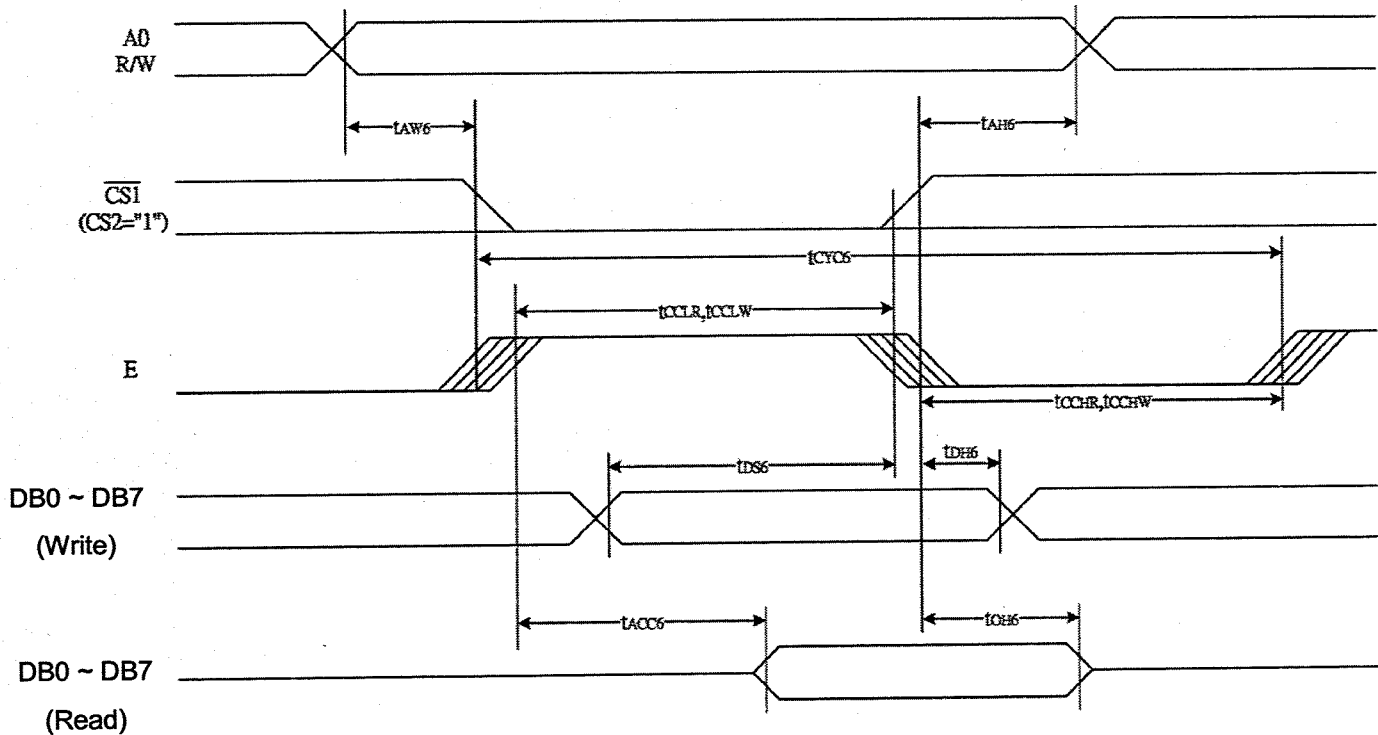 A0
R/W
tAW6
tAH6
CS1
(CS2="1")
tCYC6
tCCLR,tCCLW
E
tCCHR,tCCHW
tDS6
tDH6
DB0 ~ DB7
(Write)
tACC6
tOH6
DB0 ~ DB7
(Read)